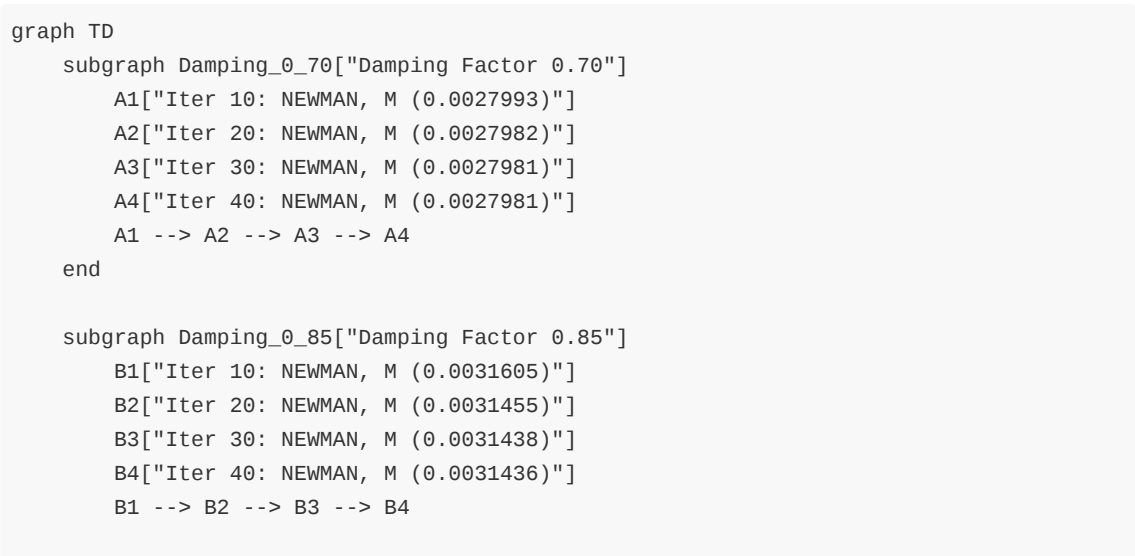 graph TD
    subgraph Damping_0_70["Damping Factor 0.70"]
        A1["Iter 10: NEWMAN, M (0.0027993)"]
        A2["Iter 20: NEWMAN, M (0.0027982)"]
        A3["Iter 30: NEWMAN, M (0.0027981)"]
        A4["Iter 40: NEWMAN, M (0.0027981)"]
        A1 --> A2 --> A3 --> A4
    end

    subgraph Damping_0_85["Damping Factor 0.85"]
        B1["Iter 10: NEWMAN, M (0.0031605)"]
        B2["Iter 20: NEWMAN, M (0.0031455)"]
        B3["Iter 30: NEWMAN, M (0.0031438)"]
        B4["Iter 40: NEWMAN, M (0.0031436)"]
        B1 --> B2 --> B3 --> B4